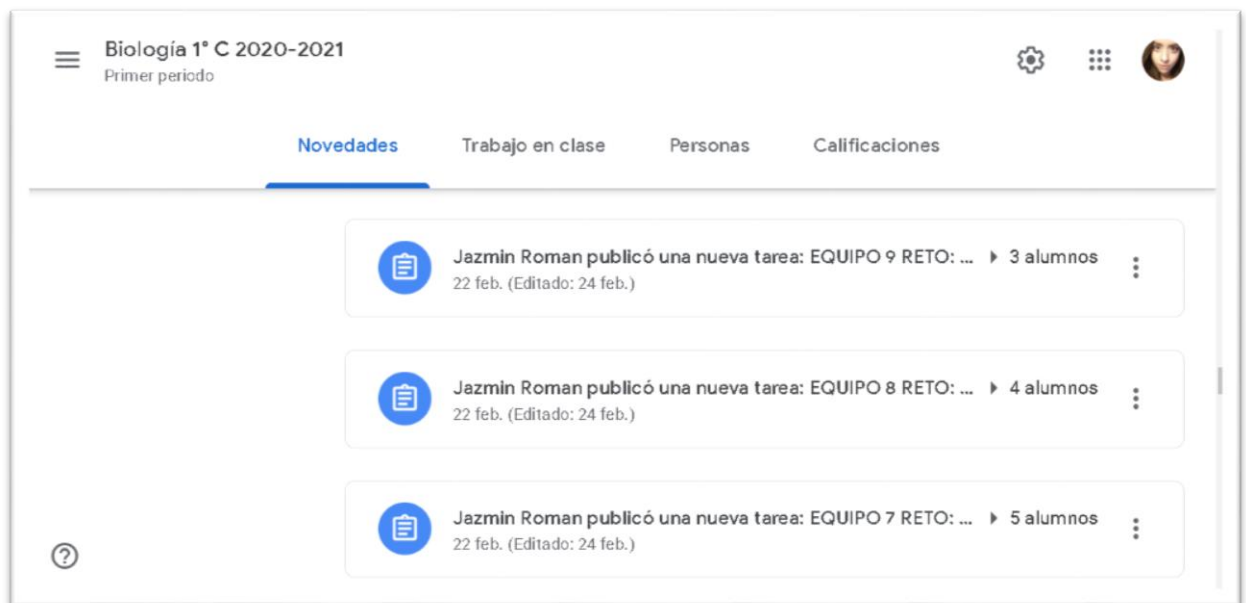 Biología 1° C 2020-2021
Primer periodo
Novedades Trabajo en clase Personas Calificaciones
Jazmin Roman publicó una nueva tarea: EQUIPO 9 RETO: ... 3 alumnos
22 feb. (Editado: 24 feb.)
Jazmin Roman publicó una nueva tarea: EQUIPO 8 RETO: ... 4 alumnos
22 feb. (Editado: 24 feb.)
Jazmin Roman publicó una nueva tarea: EQUIPO 7 RETO: ... 5 alumnos
22 feb. (Editado: 24 feb.)